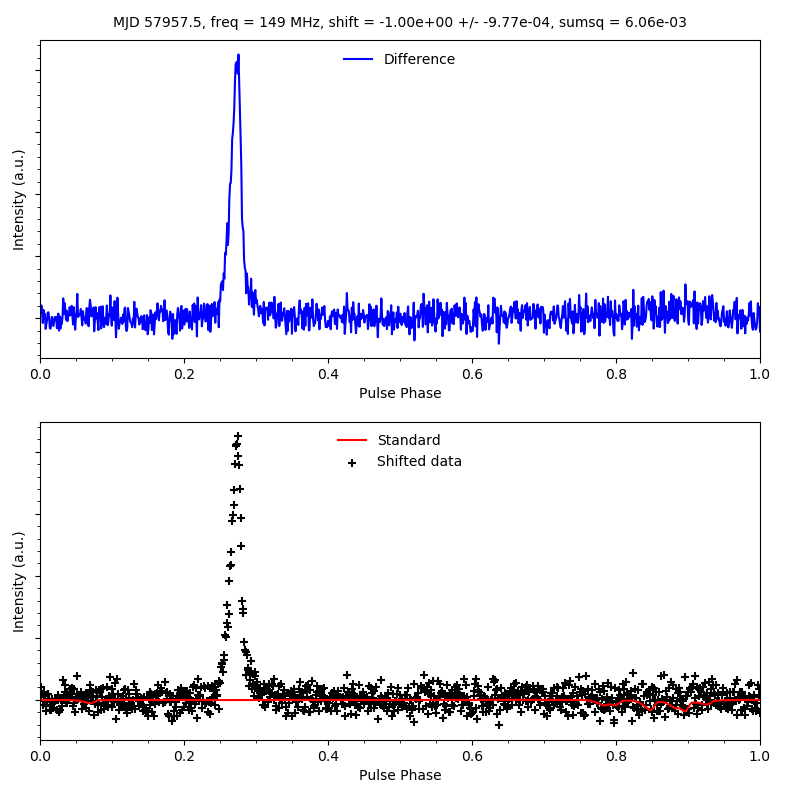 MJD 57957.5, freq = 149 MHz, shift = -1.00e+00 +/- -9.77e-04, sumsq = 6.06e-03
Difference
Intensity (a.u.)
0.0 0.2 0.4 0.6 0.8 1.0
Pulse Phase
Standard
Shifted data
Intensity (a.u.)
0.0 0.2 0.4 0.6 0.8 1.0
Pulse Phase